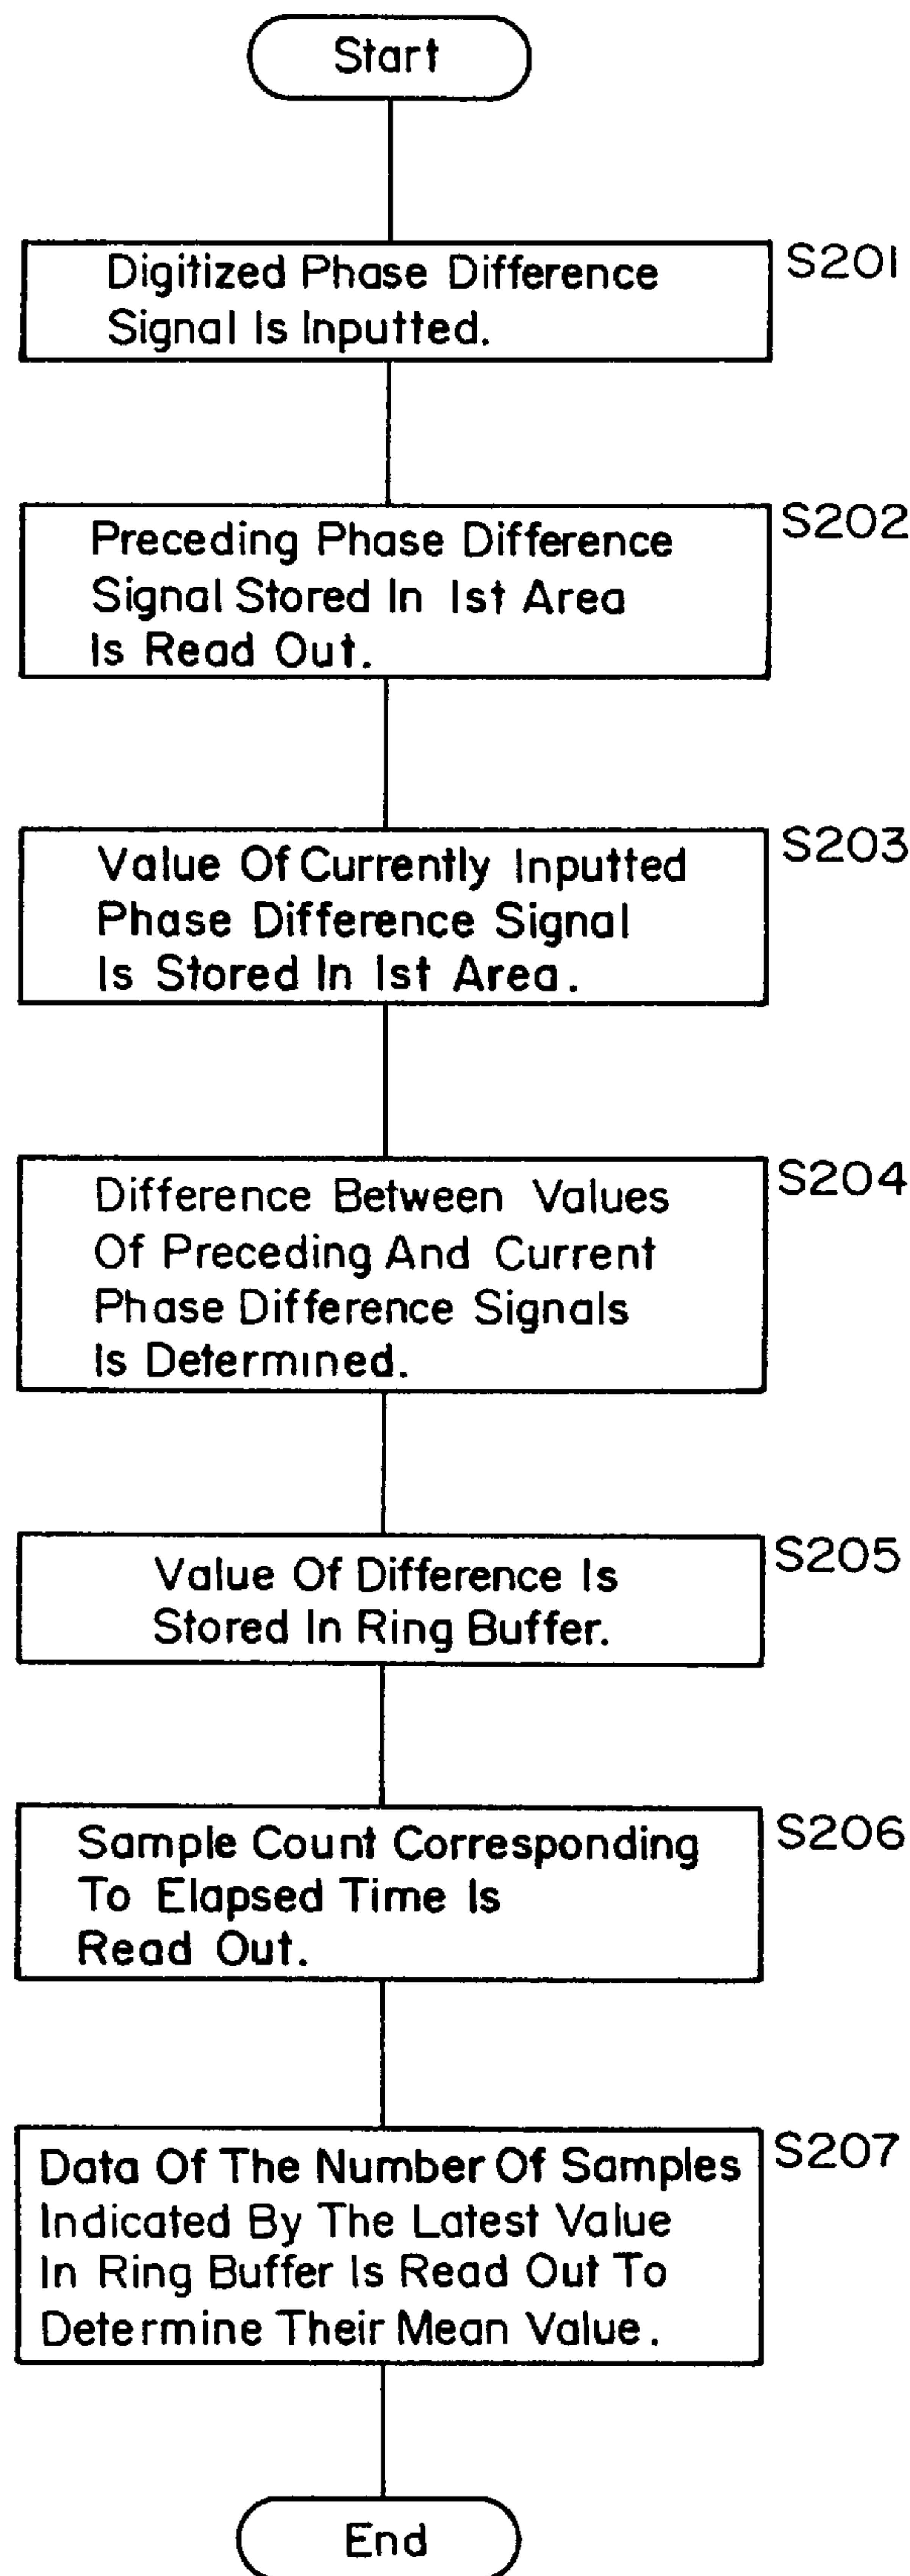 Start
Digitized Phase Difference
Signal Is Inputted.
S201
Preceding Phase Difference
Signal Stored In 1st Area
Is Read Out.
S202
Value Of Currently Inputted
Phase Difference Signal
Is Stored In 1st Area.
S203
Difference Between Values
Of Preceding And Current
Phase Difference Signals
Is Determined.
S204
Value Of Difference Is
Stored In Ring Buffer.
S205
Sample Count Corresponding
To Elapsed Time Is
Read Out.
S206
Data Of The Number Of Samples
Indicated By The Latest Value
In Ring Buffer Is Read Out To
Determine Their Mean Value.
S207
End